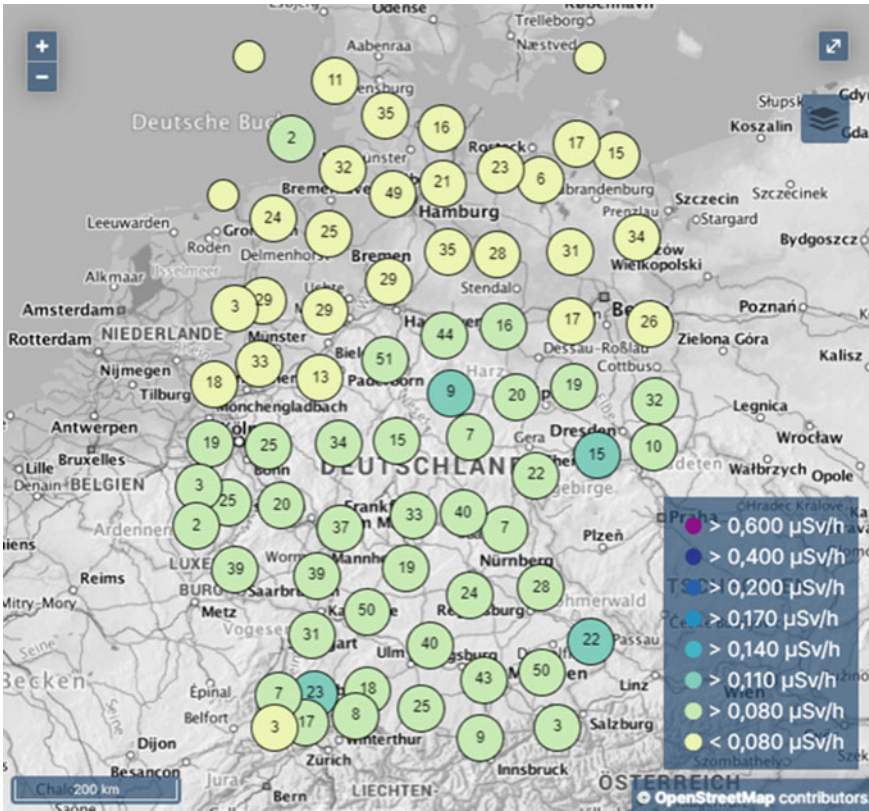 Odense
København
Trelleborg
Næstved
Aabenraa
+
−
11
35
16
Deutsche
2
Koszalin
Słupsk
17
15
Rostock
32
23
6
49
21
Hamburg
Szczecin
Szczecinek
Prenzlau
Stargard
24
25
Leeuwarden
Roden
Delmenhorst
Bremen
35
28
31
34
Wielkopolski
Bydgoszcz
IJsselmeer
Alkmaar
29
Stendal
Amsterdam
3
29
29
NIEDERLANDE
Rotterdam
Münster
44
16
17
26
Poznań
Zielona Góra
Kalisz
Nijmegen
Tilburg
33
18
13
51
Paderborn
Harz
9
20
19
Dessau-Roßlau
Cottbus
32
Mönchengladbach
Legnica
Antwerpen
Köln
Bruxelles
19
25
34
15
7
Gera
Dresden
15
10
Wrocław
Lille
BELGIEN
Bonn
DEUTSCHLAND
22
Wałbrzych
Opole
Denain
3
25
20
Ardennen
2
37
33
40
7
Plzeň
Praha
Hradec Králové
Nürnberg
Reims
39
39
19
Metz
24
28
50
31
40
22
Passau
Ulm
Linz
Becken
Épinal
43
50
7
23
18
Belfort
3
17
8
25
9
3
Salzburg
Winterthur
Zürich
Dijon
Besançon
Innsbruck
Jura
Bern
LIECHTEN-
ÖSTERREICH
> 0,600 µSv/h
> 0,400 µSv/h
> 0,200 µSv/h
> 0,170 µSv/h
> 0,140 µSv/h
> 0,110 µSv/h
> 0,080 µSv/h
< 0,080 µSv/h
200 km
© OpenStreetMap contributors.